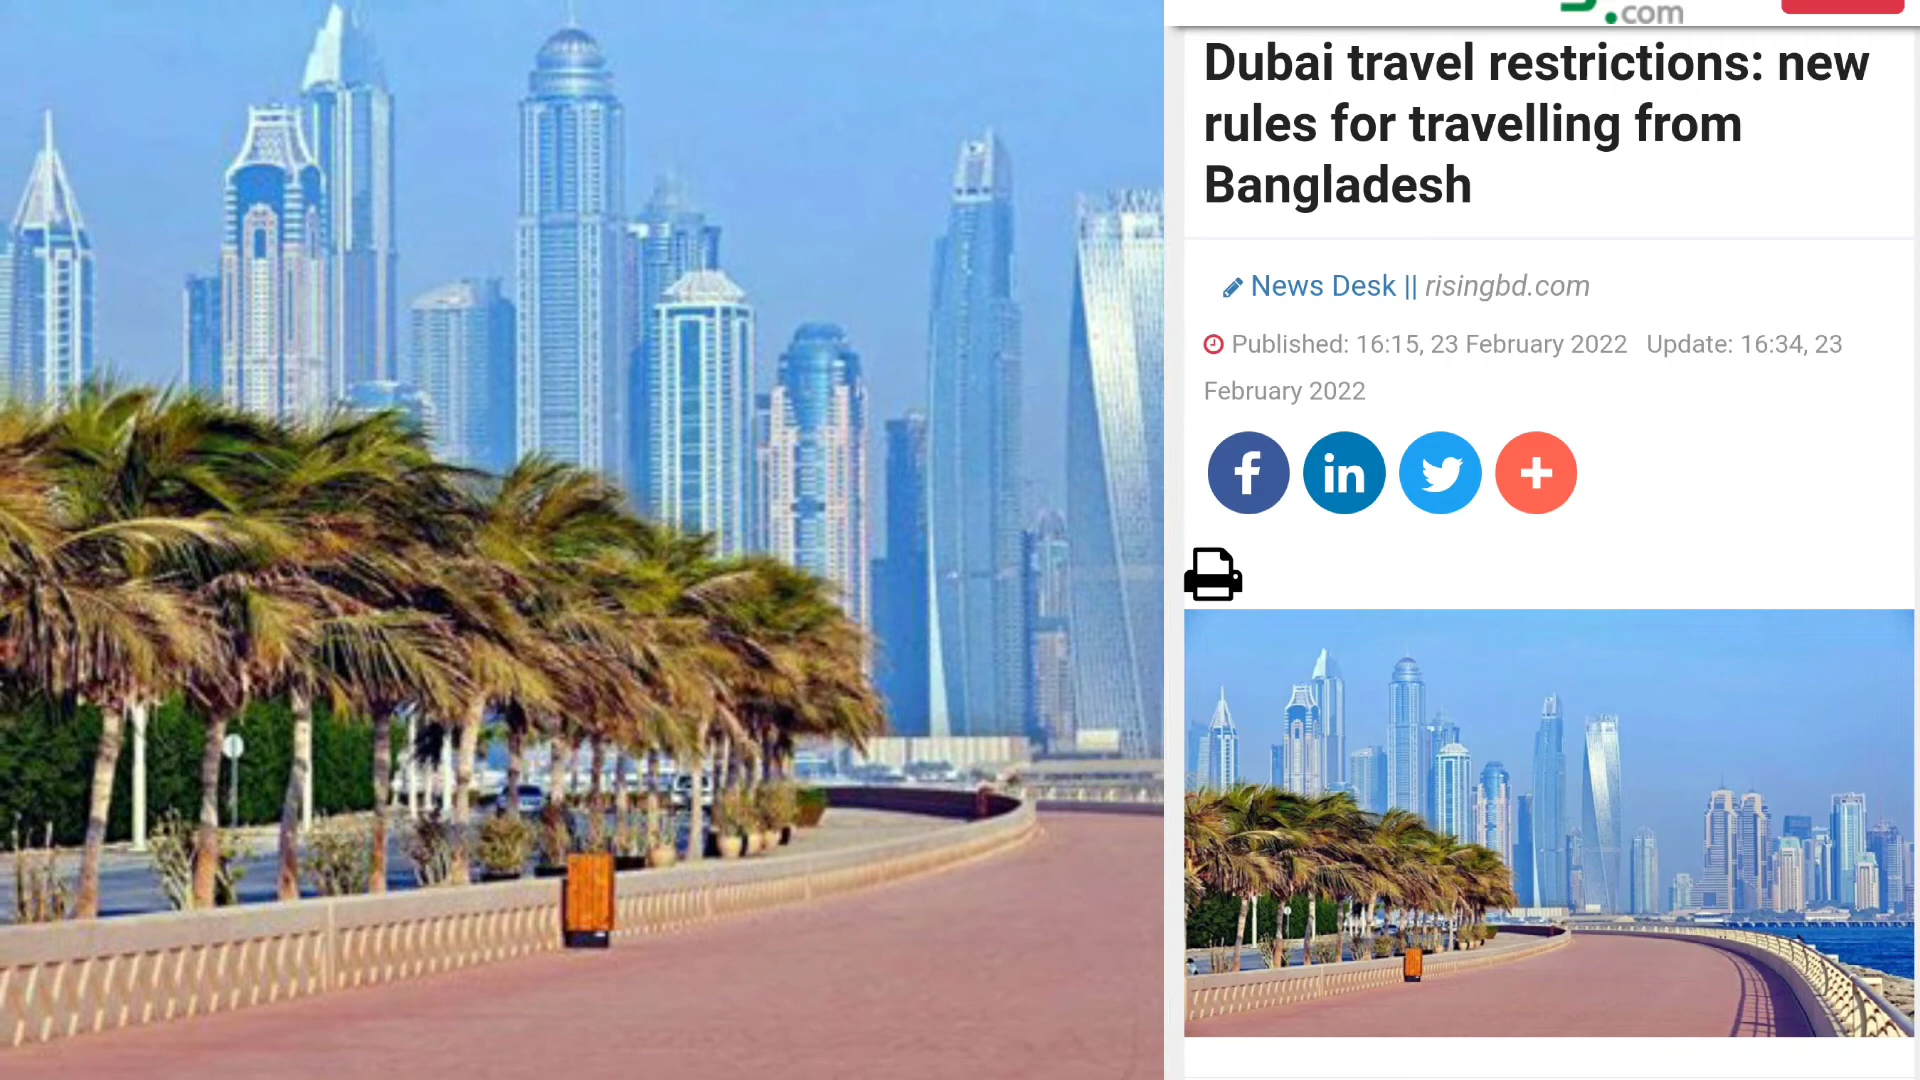 .com
Dubai travel restrictions: new
rules for travelling from
Bangladesh
News Desk || risingbd.com
Published: 16:15, 23 February 2022 Update: 16:34, 23
February 2022